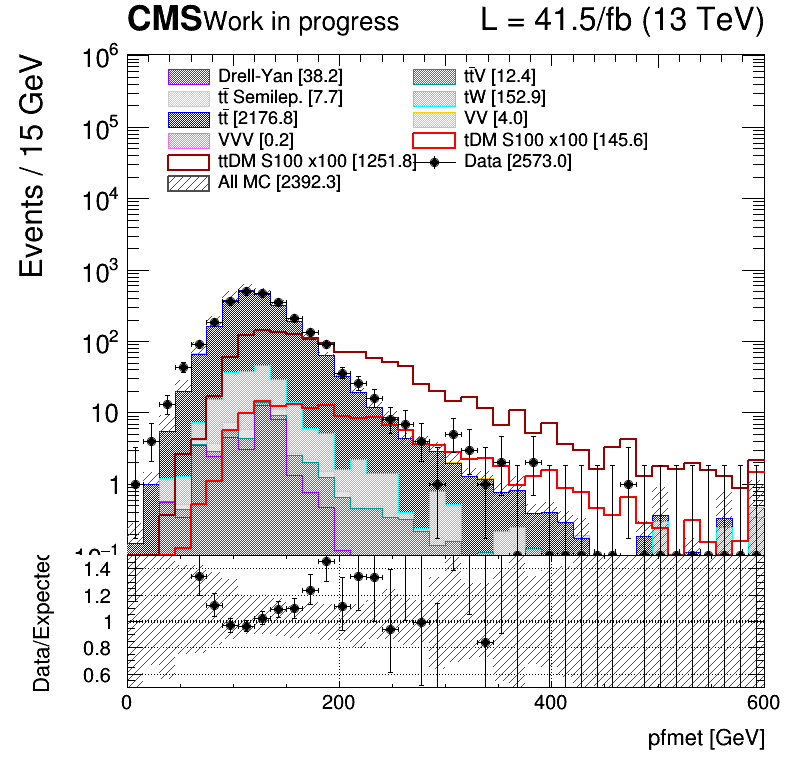 CMS Work in progress L = 41.5/fb (13 TeV)
Events / 15 GeV
10^6
10^5
10^4
10^3
10^2
10
1
10^−1
Drell-Yan [38.2] tt̄V [12.4]
tt̄ Semilep. [7.7] tW [152.9]
tt̄ [2176.8] VV [4.0]
VVV [0.2] tDM S100 x100 [145.6]
ttDM S100 x100 [1251.8] Data [2573.0]
All MC [2392.3]
Data/Expected
1.4
1.2
1
0.8
0.6
0 200 400 600
pfmet [GeV]